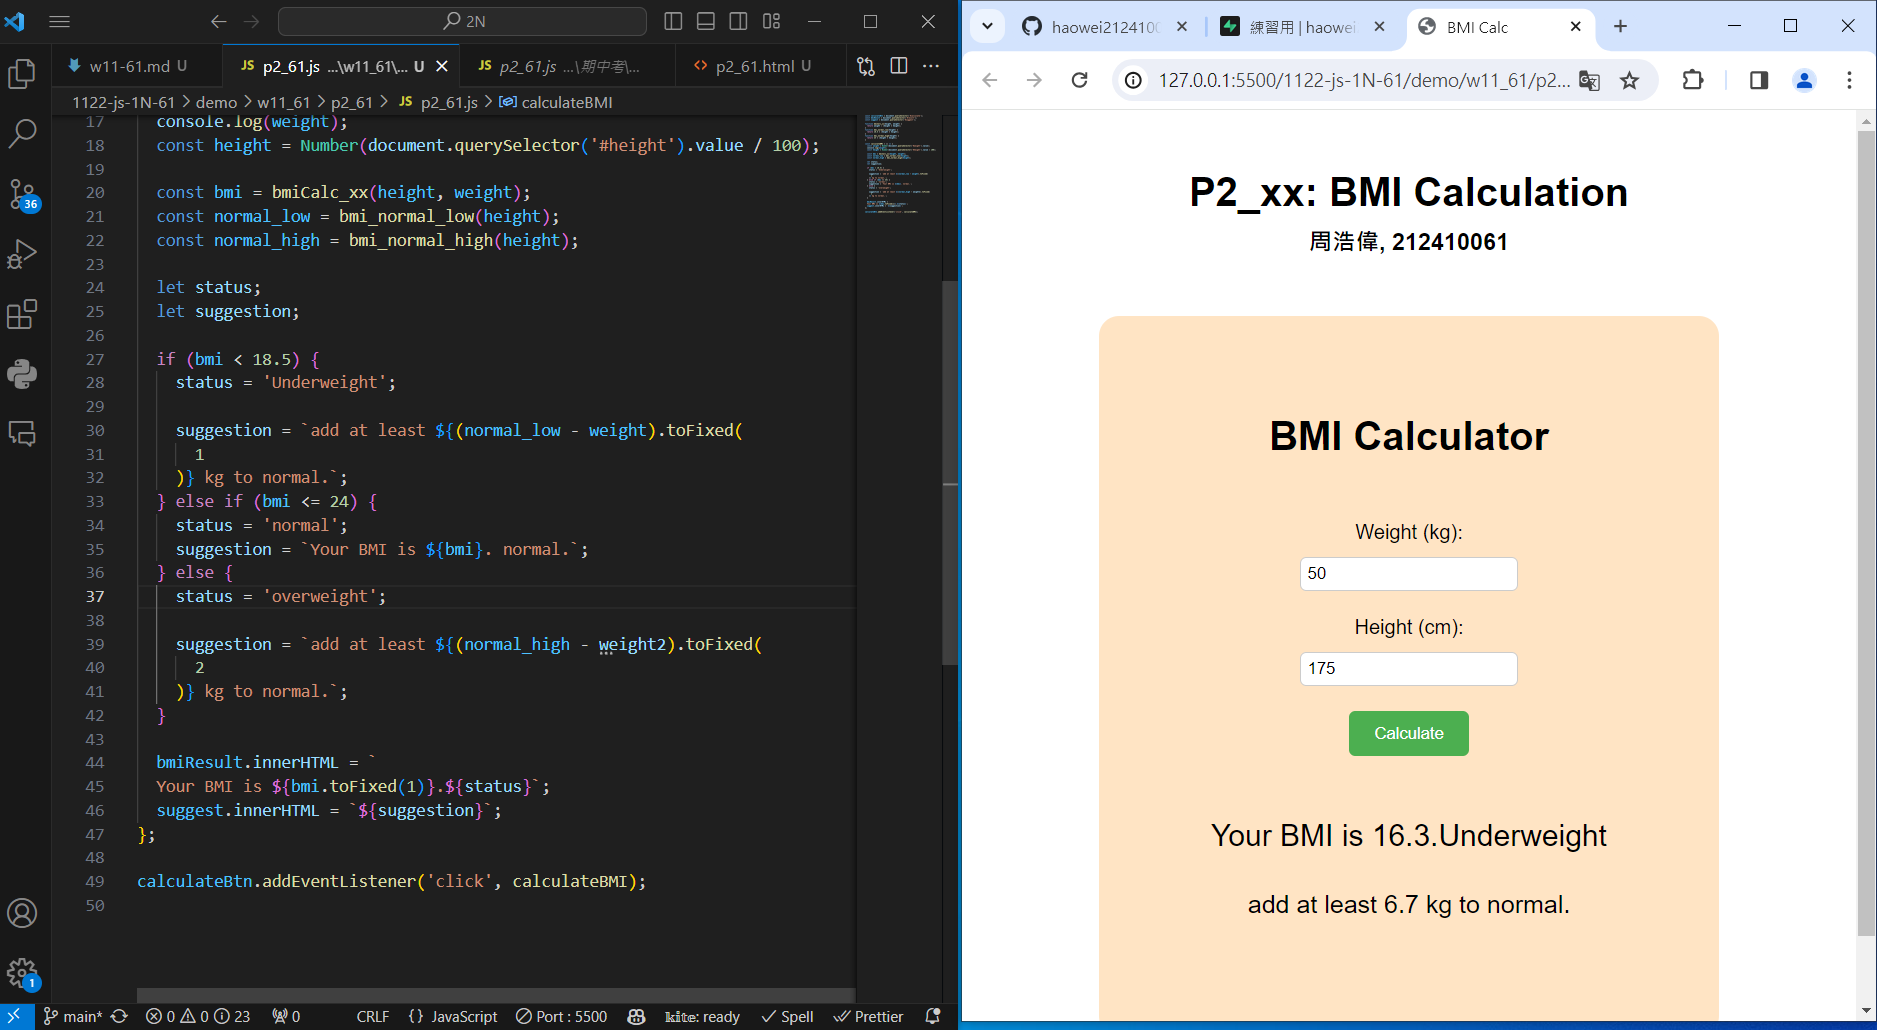 2N
w11-61.md U
JS p2_61.js ...\w11_61\... U
JS p2_61.js ...\期中考\...
<> p2_61.html U
1122-js-1N-61 > demo > w11_61 > p2_61 > JS p2_61.js > calculateBMI
17 console.log(weight);
18 const height = Number(document.querySelector('#height').value / 100);
19
20 const bmi = bmiCalc_xx(height, weight);
21 const normal_low = bmi_normal_low(height);
22 const normal_high = bmi_normal_high(height);
23
24 let status;
25 let suggestion;
26
27 if (bmi < 18.5) {
28 status = 'Underweight';
29
30 suggestion = `add at least ${(normal_low - weight).toFixed(
31 1
32 )} kg to normal.`;
33 } else if (bmi <= 24) {
34 status = 'normal';
35 suggestion = `Your BMI is ${bmi}. normal.`;
36 } else {
37 status = 'overweight';
38
39 suggestion = `add at least ${(normal_high - weight2).toFixed(
40 2
41 )} kg to normal.`;
42 }
43
44 bmiResult.innerHTML = `
45 Your BMI is ${bmi.toFixed(1)}.${status}`;
46 suggest.innerHTML = `${suggestion}`;
47 };
48
49 calculateBtn.addEventListener('click', calculateBMI);
50
36
1
main* 0 0 23 0 CRLF {} JavaScript Port : 5500 kite: ready Spell Prettier
haowei2124100
練習用 | haowei
BMI Calc
127.0.0.1:5500/1122-js-1N-61/demo/w11_61/p2...
P2_xx: BMI Calculation
周浩偉, 212410061
BMI Calculator
Weight (kg):
50
Height (cm):
175
Calculate
Your BMI is 16.3.Underweight
add at least 6.7 kg to normal.